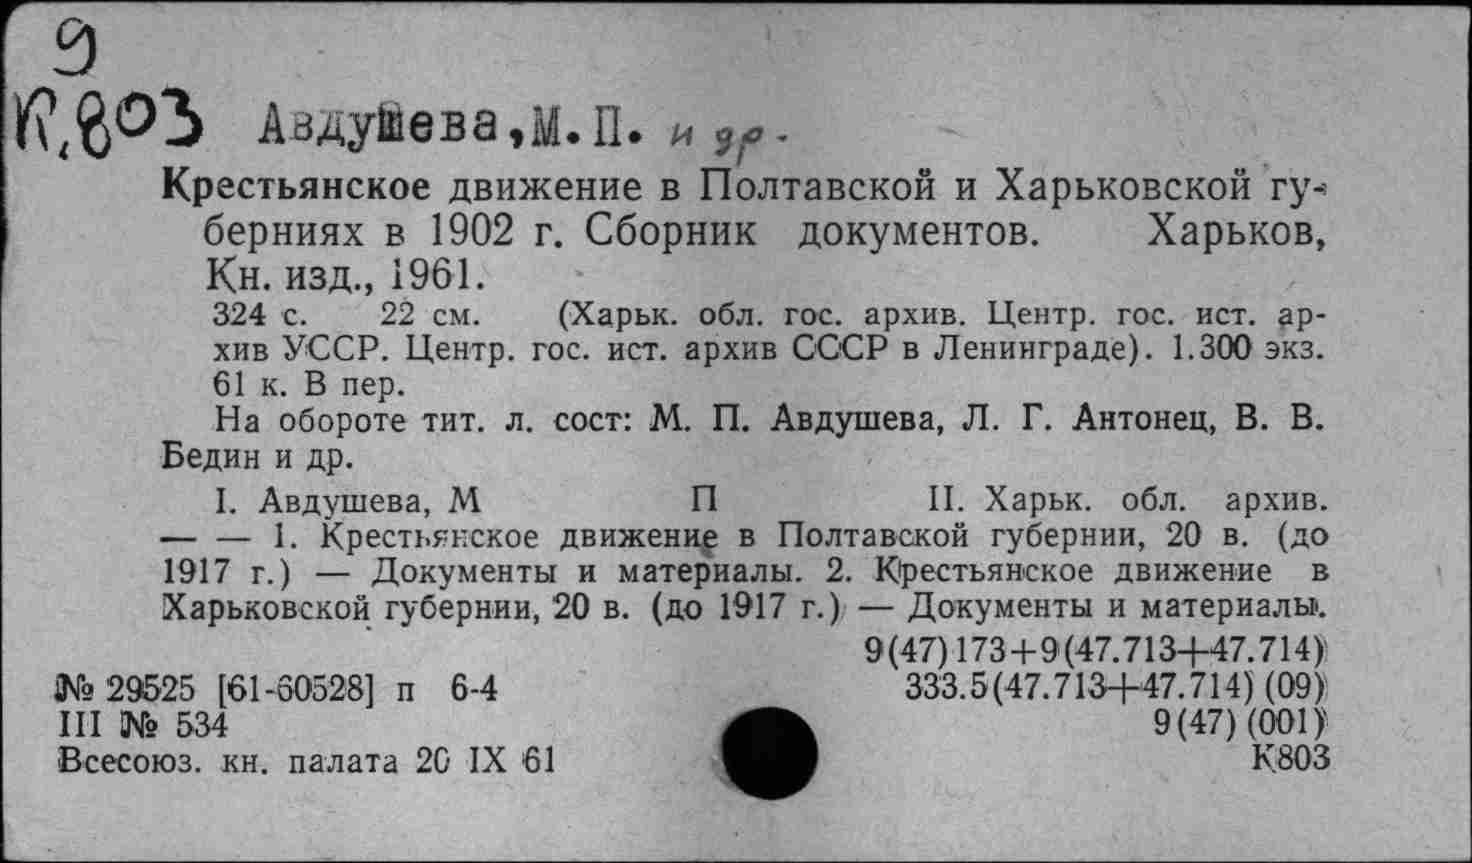 9
К.803 Авдушева,М.П. и др.
Крестьянское движение в Полтавской и Харьковской гу-
берниях в 1902 г. Сборник документов. Харьков,
Кн. изд., 1961.
324 с. 22 см. (Харьк. обл. гос. архив. Центр. гос. ист. ар-
хив УССР. Центр. гос. ист. архив СССР в Ленинграде). 1.300 экз.
61 к. В пер.
На обороте тит. л. сост: М. П. Авдушева, Л. Г. Антонец, В. В.
Бедин и др.
I. Авдушева, М П II. Харьк. обл. архив.
— — 1. Крестьянское движение в Полтавской губернии, 20 в. (до
1917 г.) — Документы и материалы. 2. Крестьянское движение в
Харьковской губернии, 20 в. (до 1917 г.) — Документы и материалы.
9(47)173+9(47.713+47.714)
№ 29525 [61-60528] п 6-4 333.5(47.713+47.714)(09)
III № 534 9(47)(001)
Всесоюз. кн. палата 20 IX 61 К803